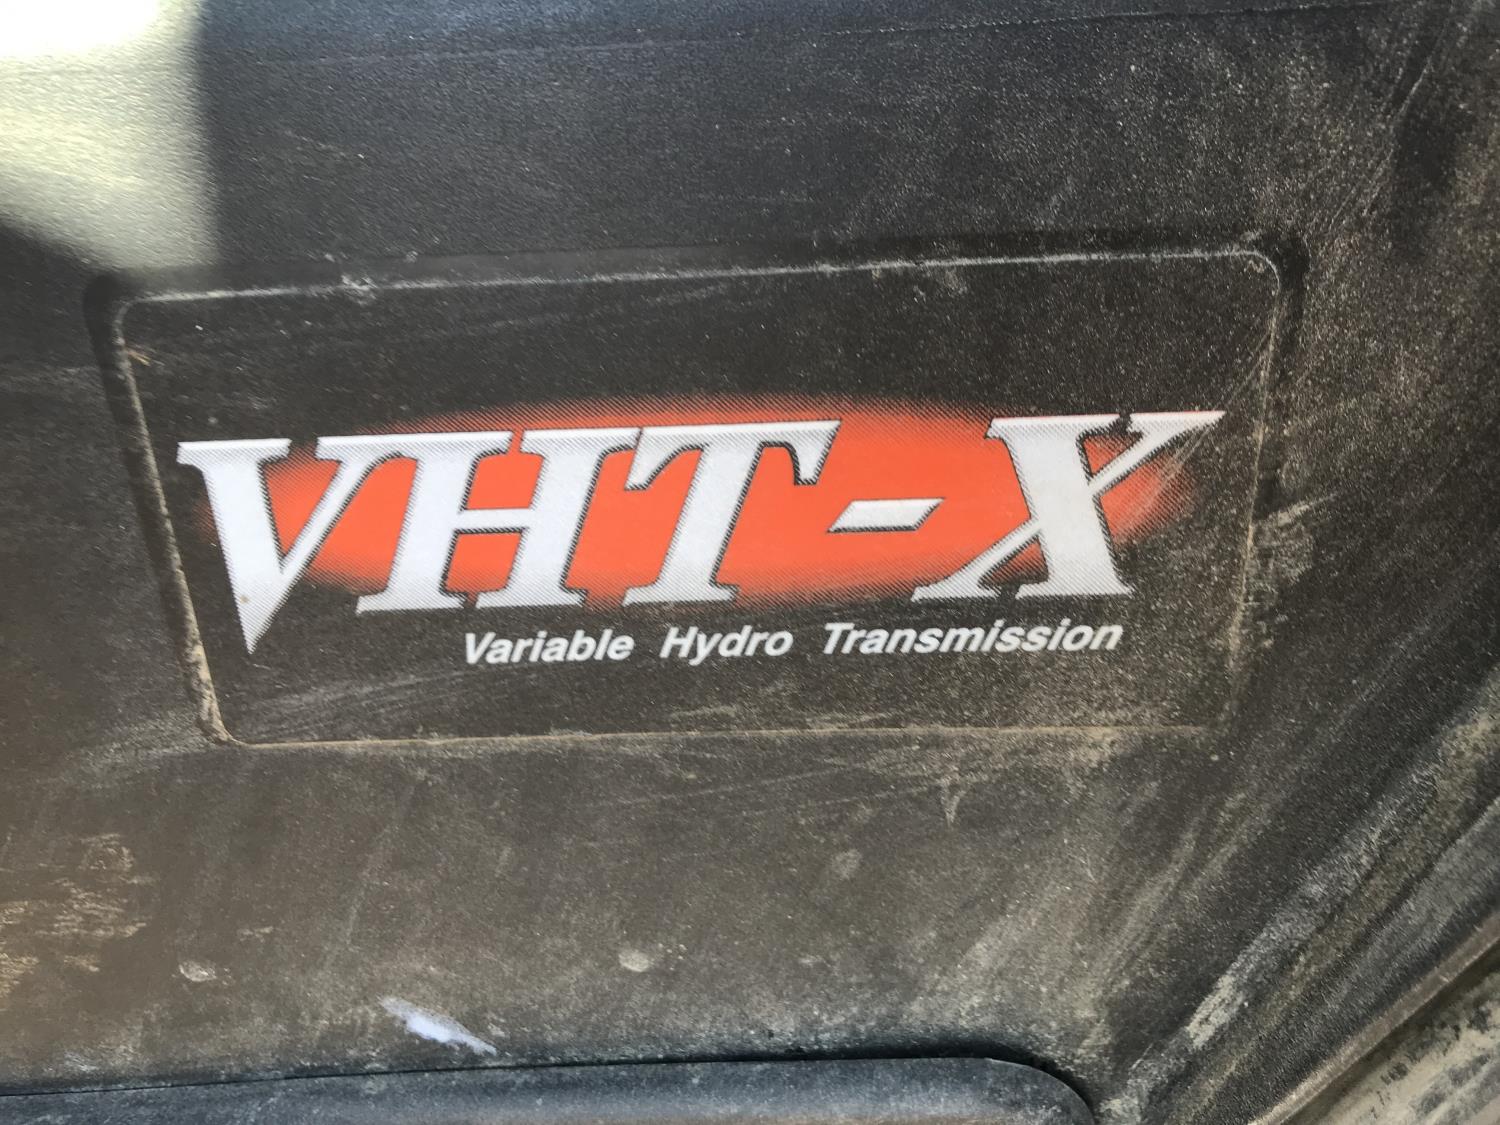 VHT-X
Variable Hydro Transmission